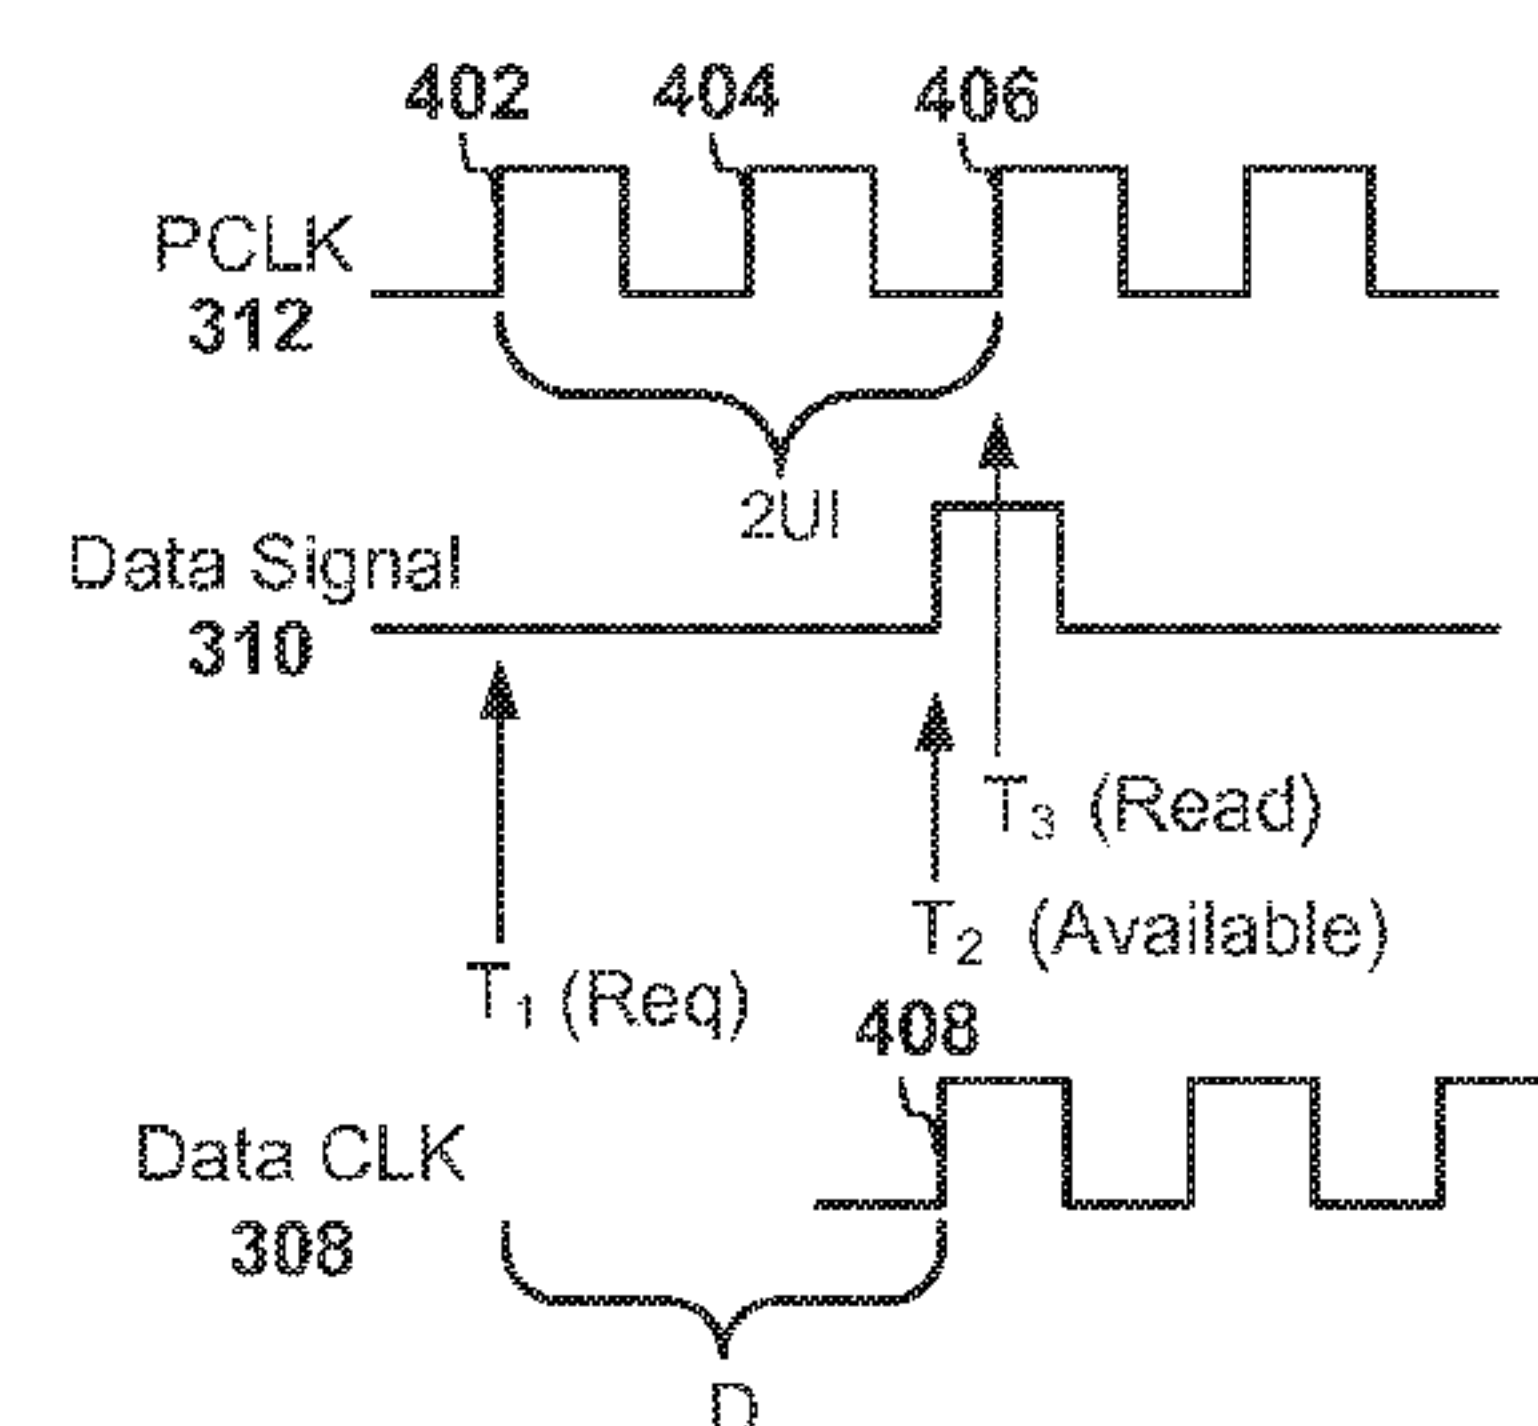 402 404 406
PCLK
312
2UI
Data Signal
310
T3 (Read)
T2 (Available)
T1 (Req)
408
Data CLK
308
D